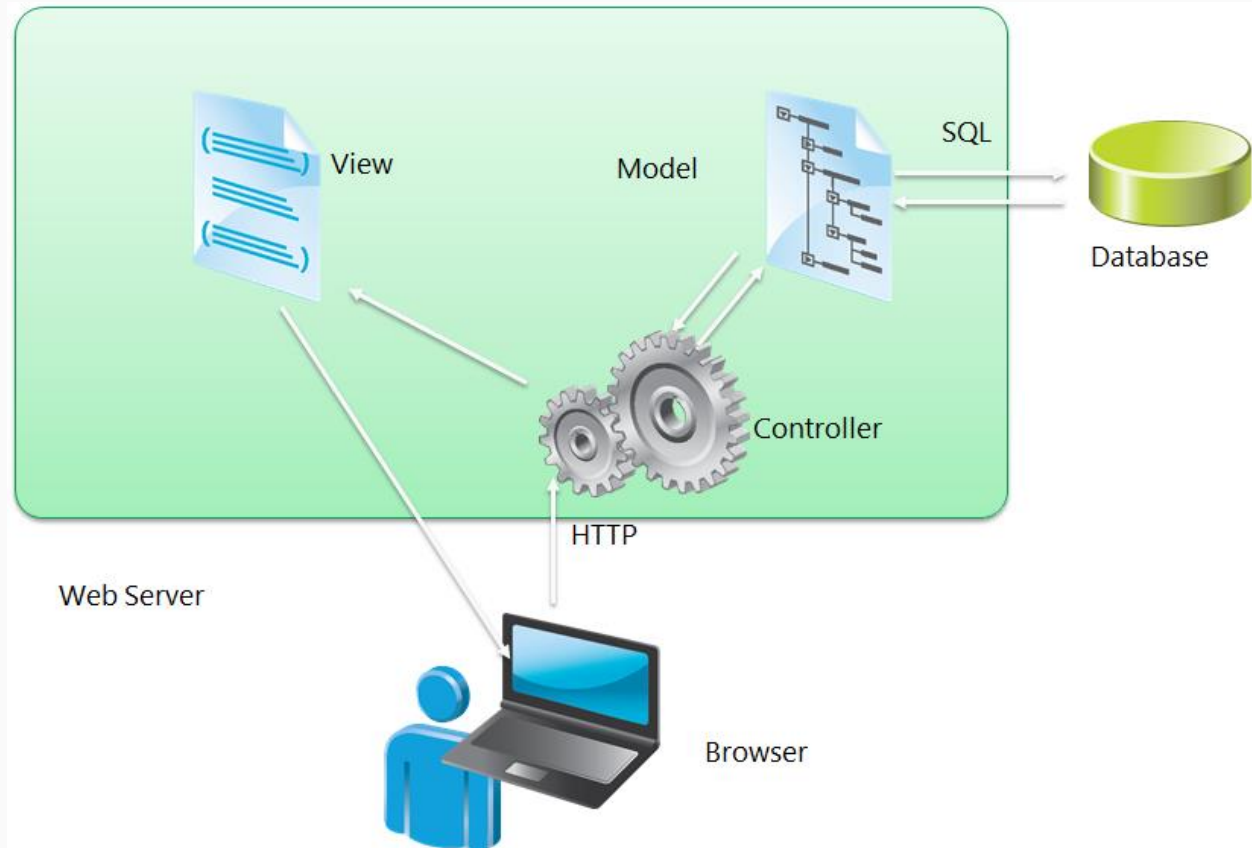 SQL
View
Model
Database
Controller
HTTP
Web Server
Browser